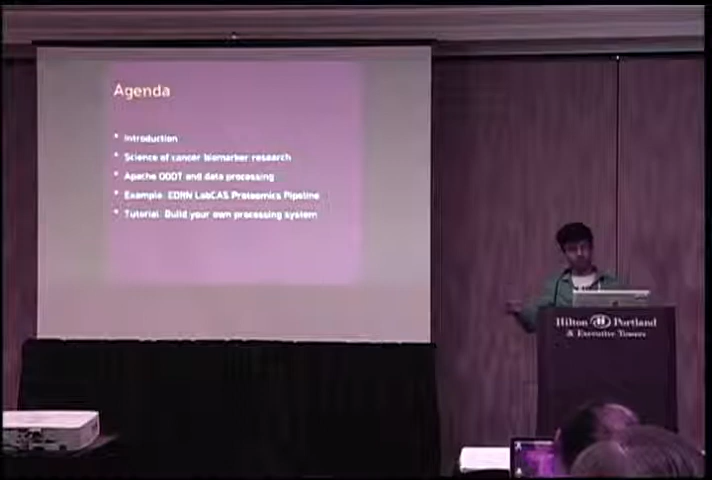 Agenda
Introduction
Science of cancer biomarker research
Apache OODT and data processing
Example: EDRN LabCAS Proteomics Pipeline
Tutorial: Build your own processing system
Hilton Portland
& Executive Towers